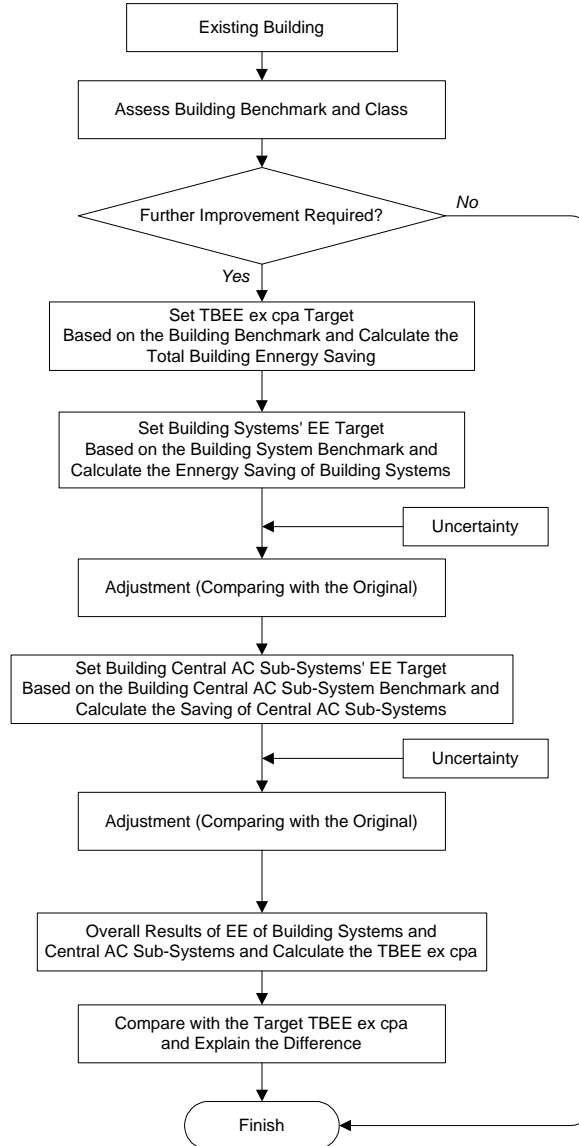 Existing Building
Assess Building Benchmark and Class
Further Improvement Required?
No
Yes
Set TBEE ex cpa Target
Based on the Building Benchmark and Calculate the
Total Building Ennergy Saving
Set Building Systems' EE Target
Based on the Building System Benchmark and
Calculate the Ennergy Saving of Building Systems
Uncertainty
Adjustment (Comparing with the Original)
Set Building Central AC Sub-Systems' EE Target
Based on the Building Central AC Sub-System Benchmark and
Calculate the Saving of Central AC Sub-Systems
Uncertainty
Adjustment (Comparing with the Original)
Overall Results of EE of Building Systems and
Central AC Sub-Systems and Calculate the TBEE ex cpa
Compare with the Target TBEE ex cpa
and Explain the Difference
Finish